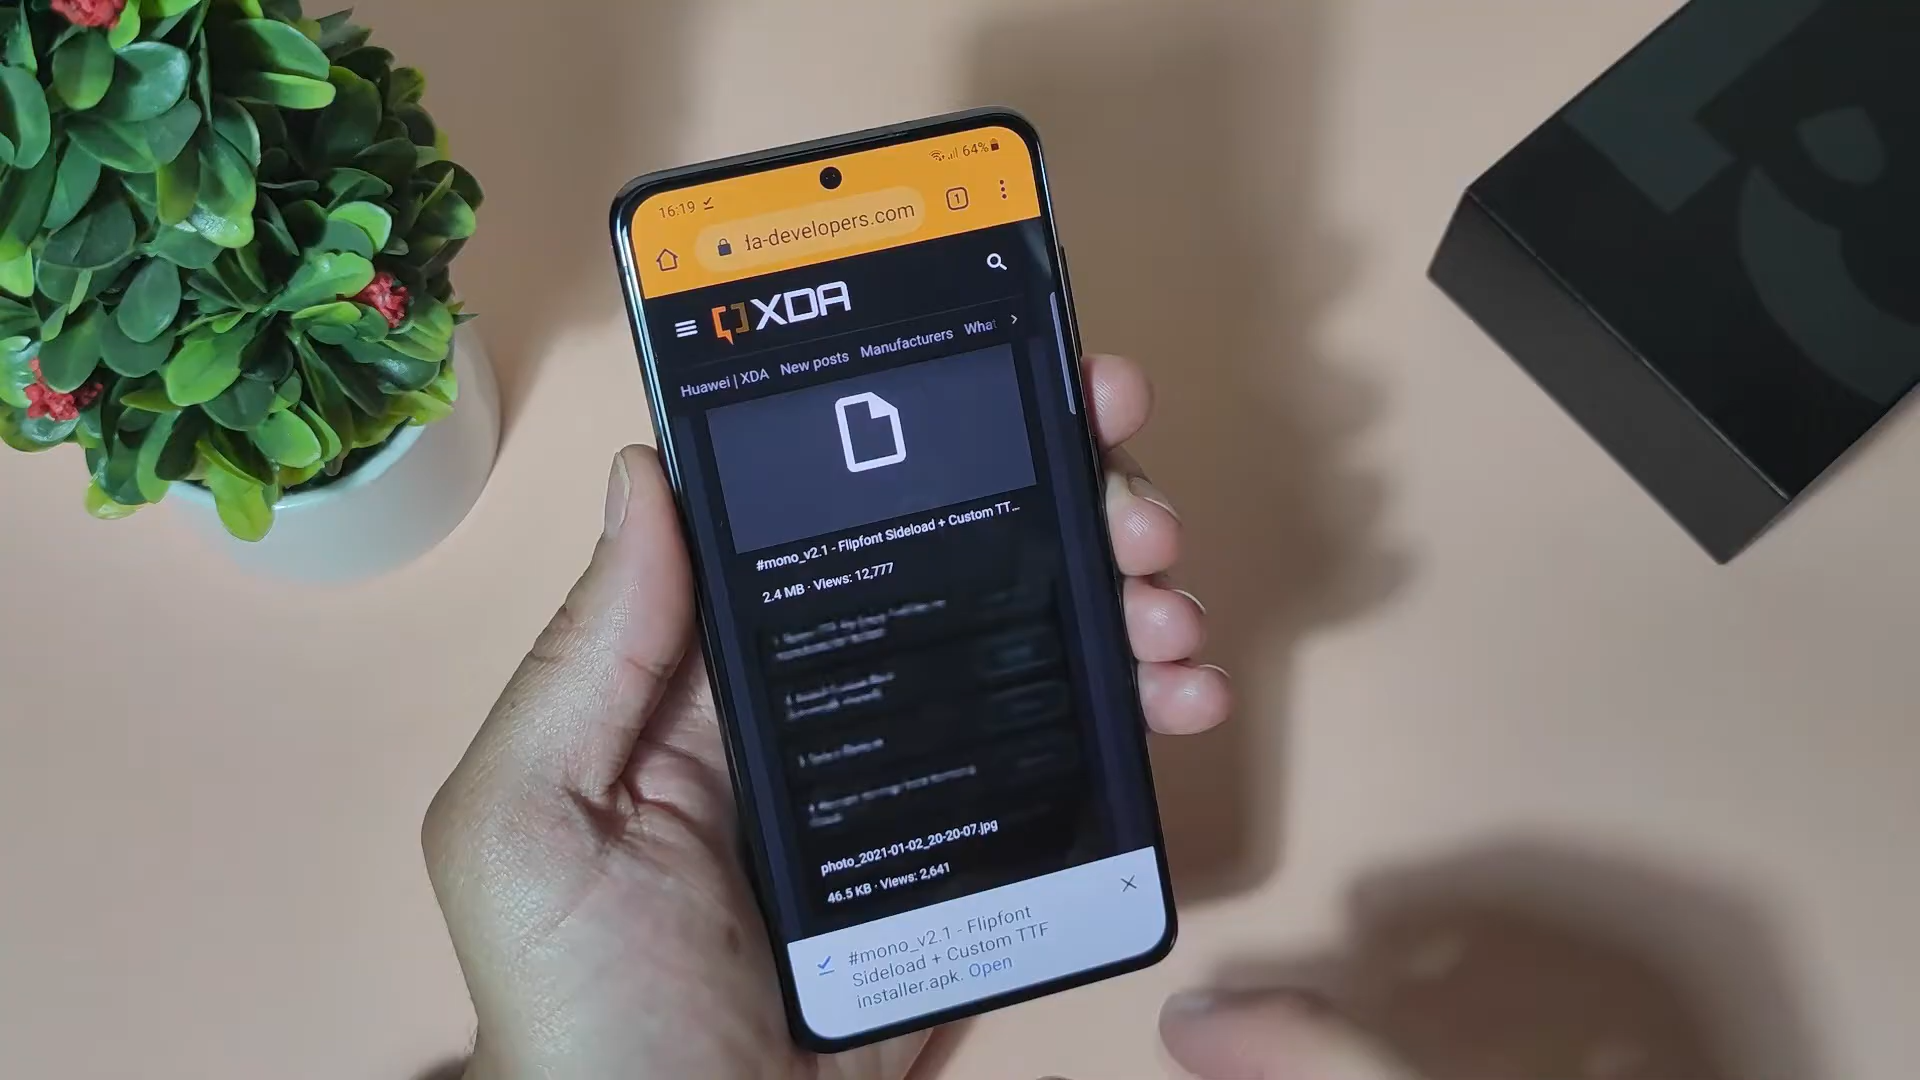 16:19
64%
la-developers.com
1
XDA
Huawei | XDA New posts Manufacturers What
#mono_v2.1 - Flipfont Sideload + Custom TT...
2.4 MB · Views: 12,777
photo_2021-01-02_20-20-07.jpg
46.5 KB · Views: 2,641
#mono_v2.1 - Flipfont
Sideload + Custom TTF
installer.apk. Open